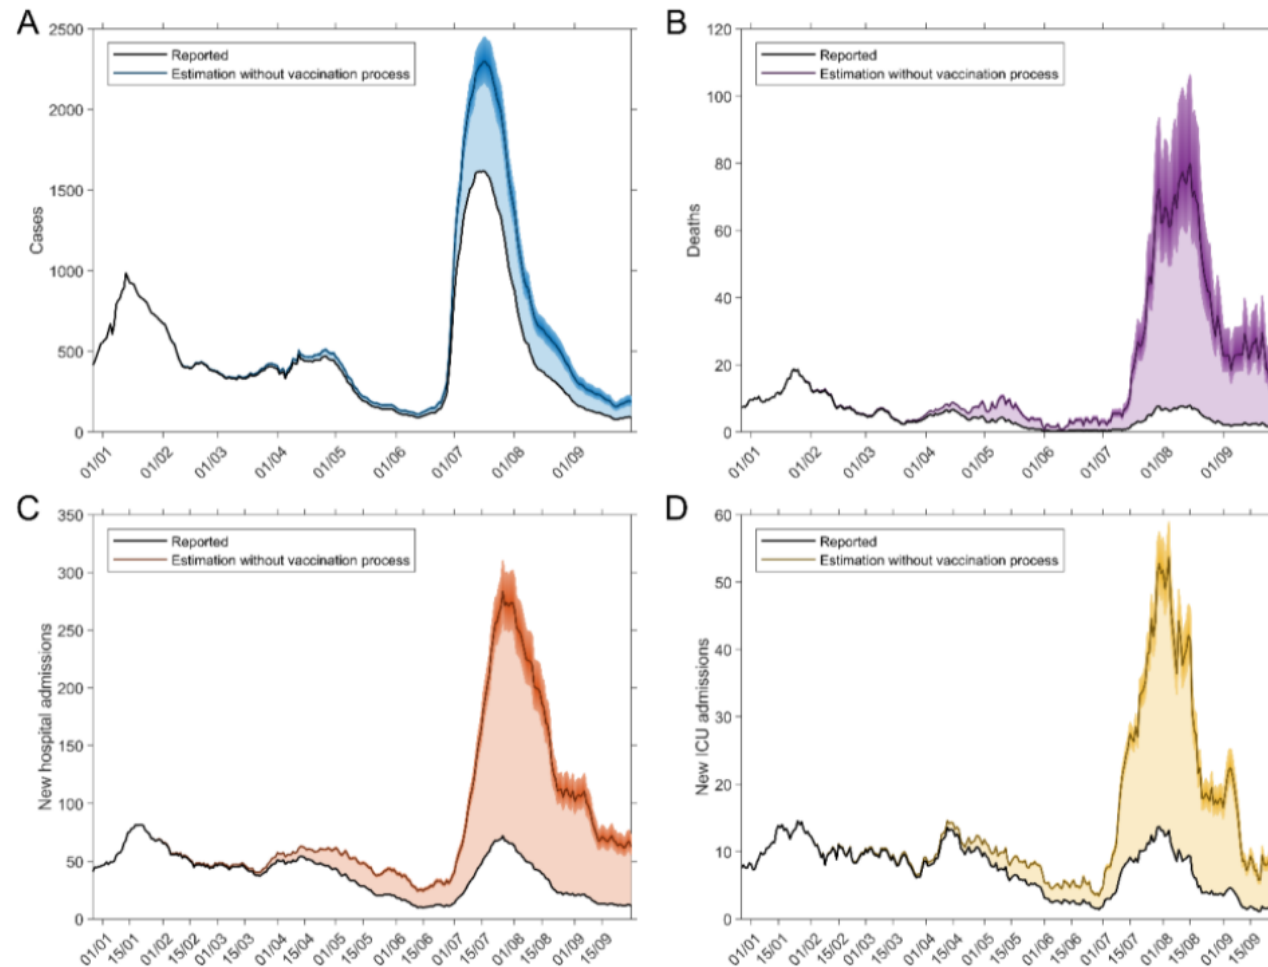 A
2500
2000
1500
1000
500
0
Cases
Reported
Estimation without vaccination process
01/01 01/02 01/03 01/04 01/05 01/06 01/07 01/08 01/09
B
120
100
80
60
40
20
0
Deaths
Reported
Estimation without vaccination process
01/01 01/02 01/03 01/04 01/05 01/06 01/07 01/08 01/09
C
350
300
250
200
150
100
50
0
New hospital admissions
Reported
Estimation without vaccination process
01/01 15/01 01/02 15/02 01/03 15/03 01/04 15/04 01/05 15/05 01/06 15/06 01/07 15/07 01/08 15/08 01/09 15/09
D
60
50
40
30
20
10
0
New ICU admissions
Reported
Estimation without vaccination process
01/01 15/01 01/02 15/02 01/03 15/03 01/04 15/04 01/05 15/05 01/06 15/06 01/07 15/07 01/08 15/08 01/09 15/09